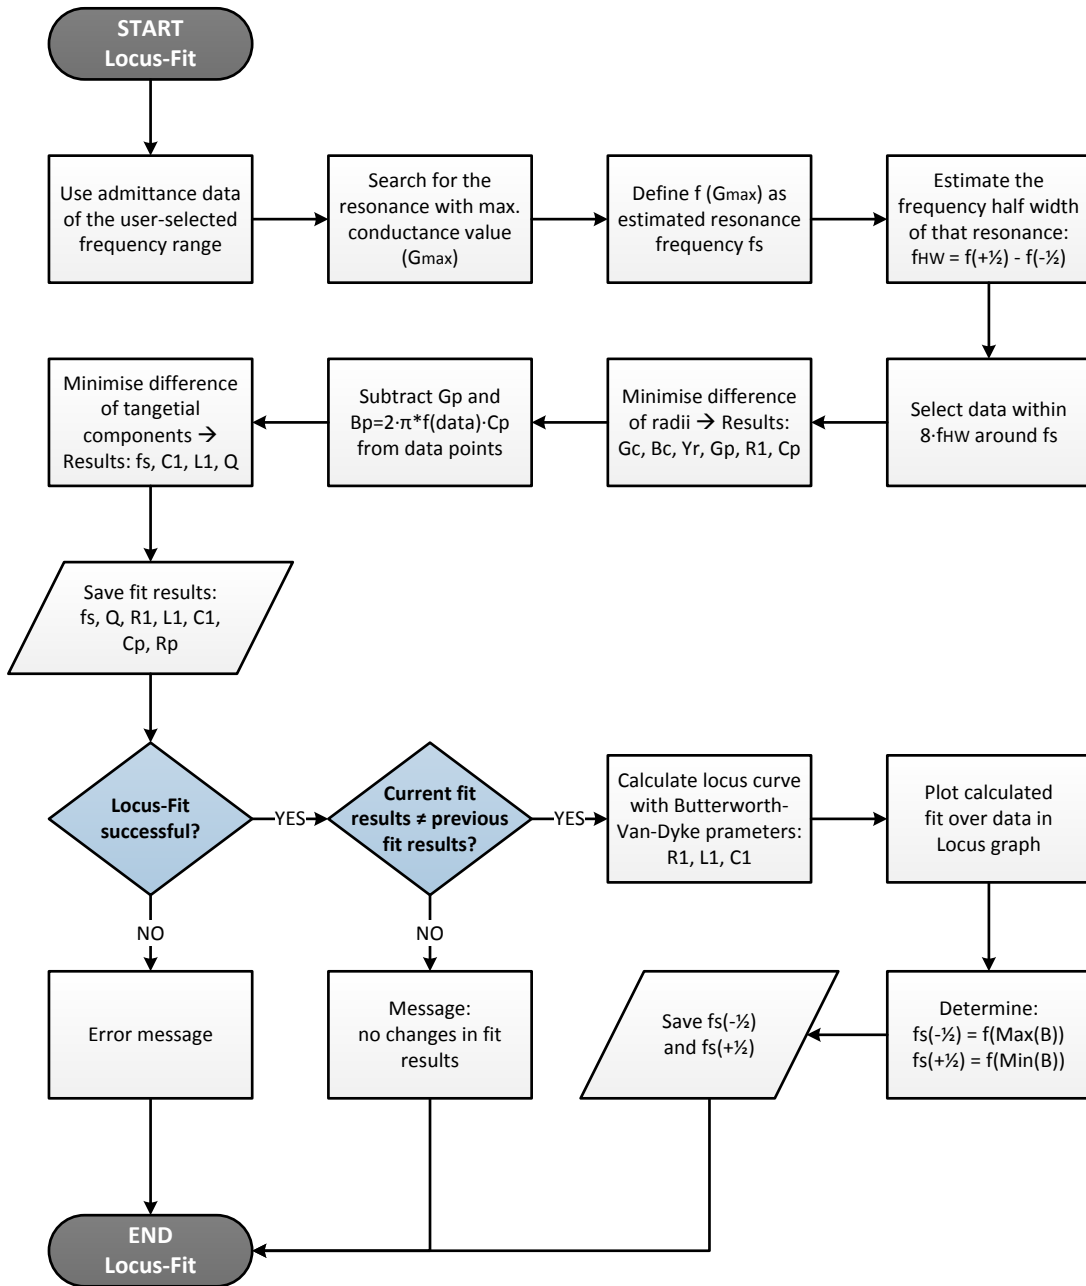 START
Locus-Fit
Use admittance data
of the user-selected
frequency range
Search for the
resonance with max.
conductance value
(Gmax)
Define f (Gmax) as
estimated resonance
frequency fs
Estimate the
frequency half width
of that resonance:
fHW = f(+½) - f(-½)
Minimise difference
of tangetial
components →
Results: fs, C1, L1, Q
Subtract Gp and
Bp=2·π*f(data)·Cp
from data points
Minimise difference
of radii → Results:
Gc, Bc, Yr, Gp, R1, Cp
Select data within
8·fHW around fs
Save fit results:
fs, Q, R1, L1, C1,
Cp, Rp
Locus-Fit
successful?
YES
Current fit
results ≠ previous
fit results?
YES
Calculate locus curve
with Butterworth-
Van-Dyke prameters:
R1, L1, C1
Plot calculated
fit over data in
Locus graph
NO
NO
Error message
Message:
no changes in fit
results
Save fs(-½)
and fs(+½)
Determine:
fs(-½) = f(Max(B))
fs(+½) = f(Min(B))
END
Locus-Fit